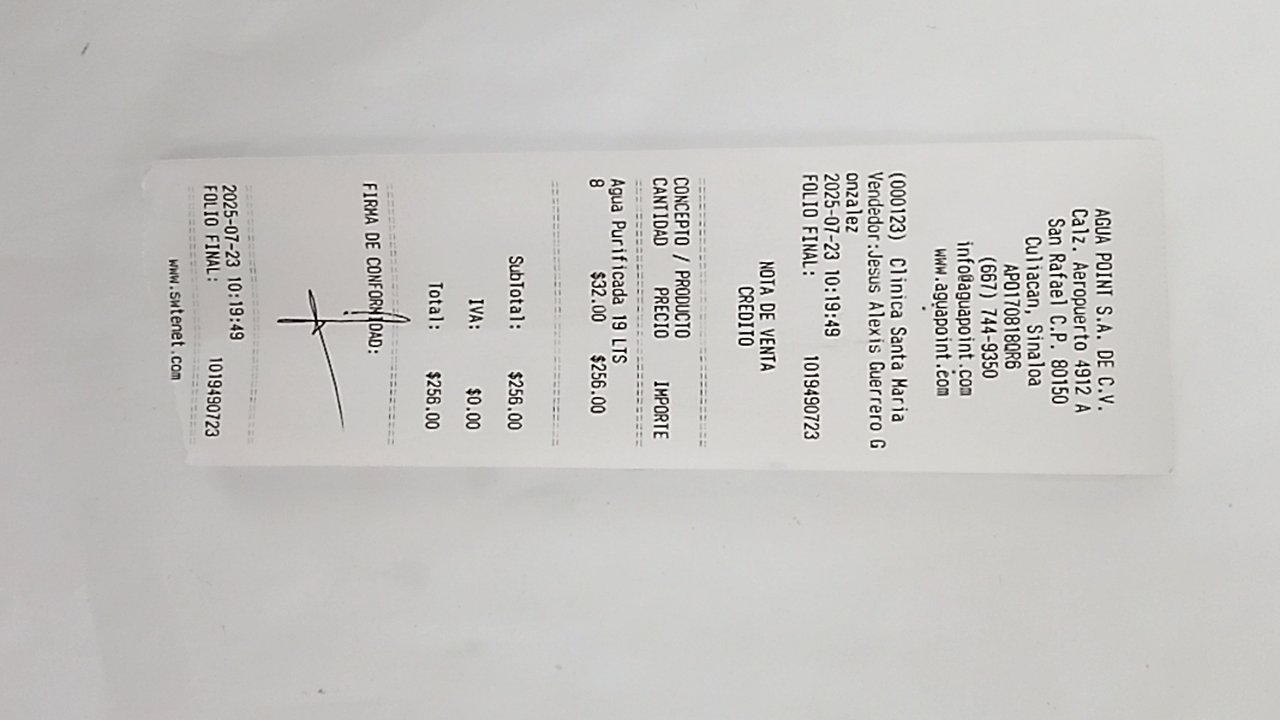 AGUA POINT S.A. DE C.V.
Calz. Aeropuerto 4912 A
San Rafael C.P. 80150
Culiacan, Sinaloa
APO170818QR6
(667) 744-9350
info@aguapoint.com
www.aguapoint.com
(000123) Clinica Santa Maria
Vendedor:Jesus Alexis Guerrero G
onzalez
2025-07-23 10:19:49
FOLIO FINAL: 1019490723
NOTA DE VENTA
CREDITO
CONCEPTO / PRODUCTO
CANTIDAD PRECIO IMPORTE
Agua Purificada 19 LTS
8 $32.00 $256.00
SubTotal: $256.00
IVA: $0.00
Total: $256.00
FIRMA DE CONFORMIDAD:
2025-07-23 10:19:49
FOLIO FINAL: 1019490723
www.swtenet.com